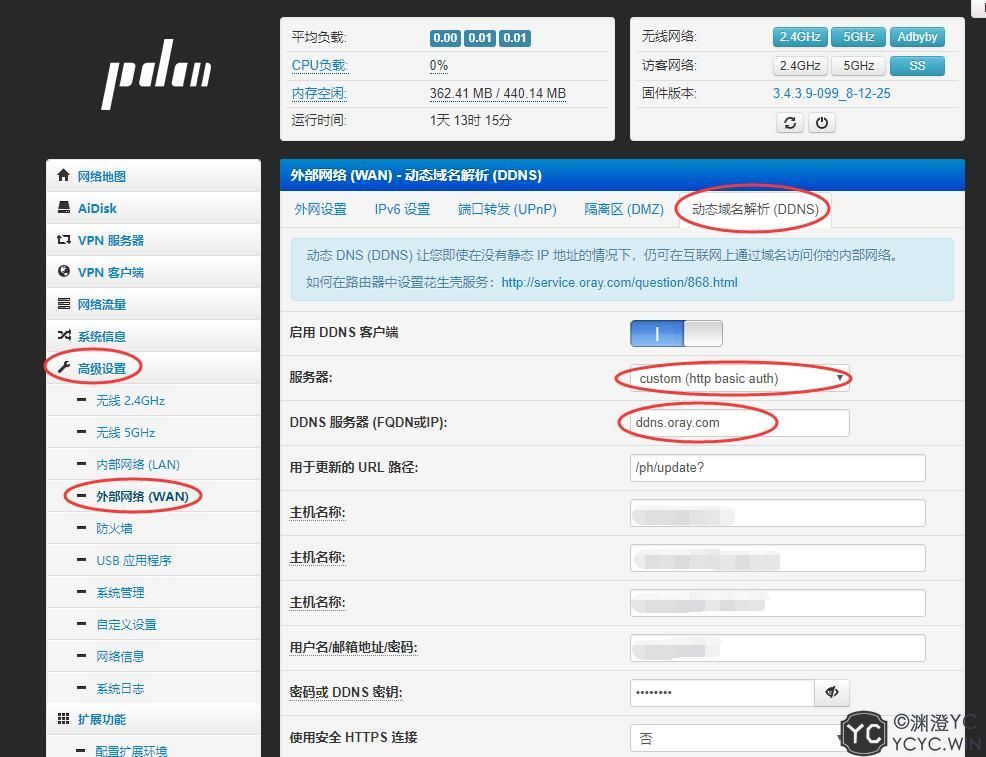 pdcn
平均负载: 0.00 0.01 0.01
CPU负载: 0%
内存空闲: 362.41 MB / 440.14 MB
运行时间: 1天 13时 15分
无线网络: 2.4GHz 5GHz Adbyby
访客网络: 2.4GHz 5GHz SS
固件版本: 3.4.3.9-099_8-12-25
网络地图
AiDisk
VPN 服务器
VPN 客户端
网络流量
系统信息
高级设置
无线 2.4GHz
无线 5GHz
内部网络 (LAN)
外部网络 (WAN)
防火墙
USB 应用程序
系统管理
自定义设置
网络信息
系统日志
扩展功能
配置扩展环境
外部网络 (WAN) - 动态域名解析 (DDNS)
外网设置 IPv6 设置 端口转发 (UPnP) 隔离区 (DMZ) 动态域名解析 (DDNS)
动态 DNS (DDNS) 让您即使在没有静态 IP 地址的情况下，仍可在互联网上通过域名访问你的内部网络。
如何在路由器中设置花生壳服务：http://service.oray.com/question/868.html
启用 DDNS 客户端
服务器: custom (http basic auth)
DDNS 服务器 (FQDN或IP): ddns.oray.com
用于更新的 URL 路径: /ph/update?
主机名称:
主机名称:
主机名称:
用户名/邮箱地址/密码:
密码或 DDNS 密钥: ••••••••
使用安全 HTTPS 连接 否
YC ©渊澄YC
YCYC.WIN